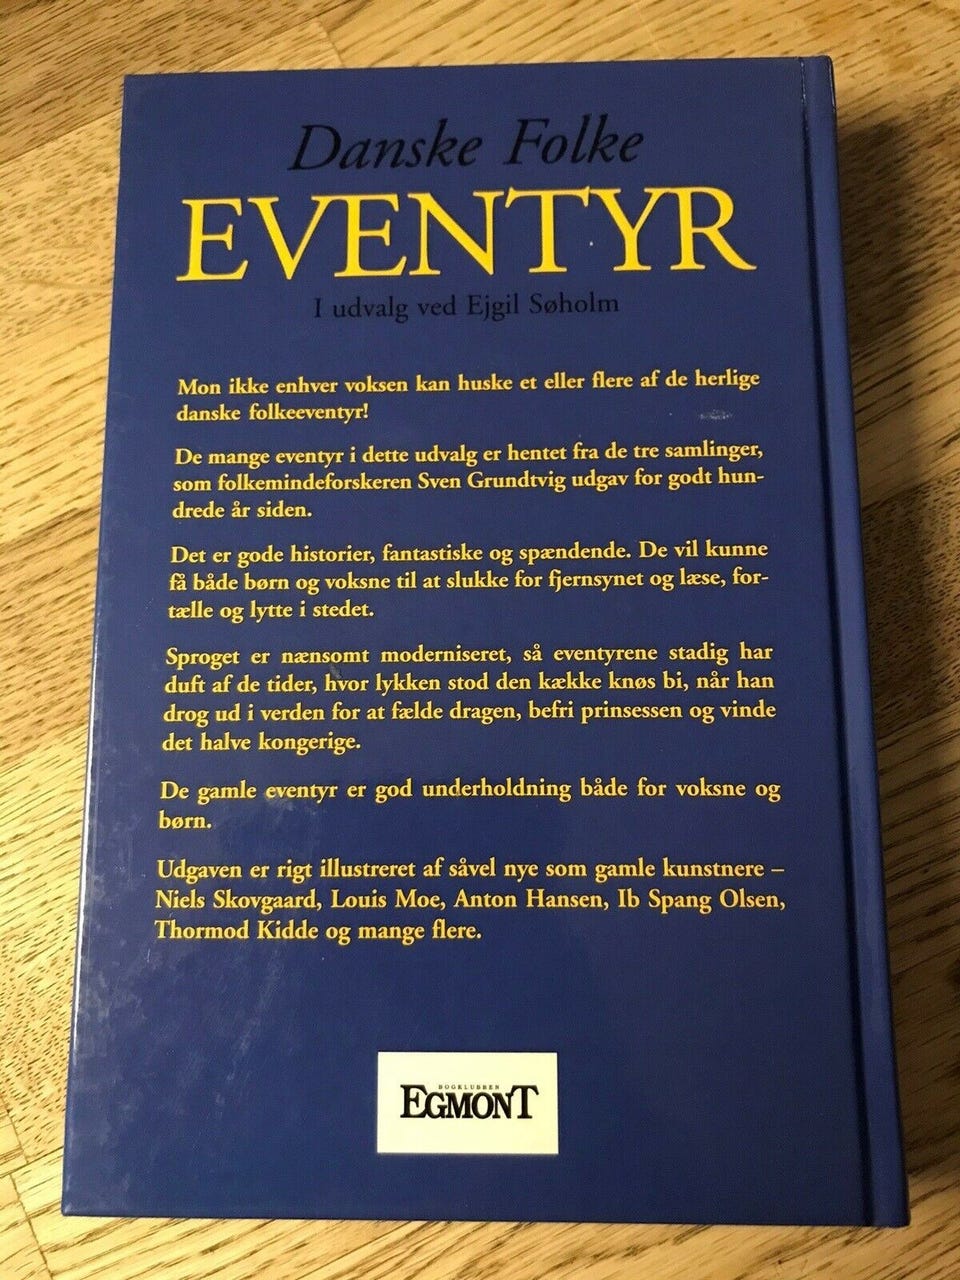 Danske Folke
EVENTYR
I udvalg ved Ejgil Søholm
Mon ikke enhver voksen kan huske et eller flere af de herlige
danske folkeeventyr!
De mange eventyr i dette udvalg er hentet fra de tre samlinger,
som folkemindeforskeren Sven Grundtvig udgav for godt hun-
drede år siden.
Det er gode historier, fantastiske og spændende. De vil kunne
få både børn og voksne til at slukke for fjernsynet og læse, for-
tælle og lytte i stedet.
Sproget er nænsomt moderniseret, så eventyrene stadig har
duft af de tider, hvor lykken stod den kække knøs bi, når han
drog ud i verden for at fælde dragen, befri prinsessen og vinde
det halve kongerige.
De gamle eventyr er god underholdning både for voksne og
børn.
Udgaven er rigt illustreret af såvel nye som gamle kunstnere –
Niels Skovgaard, Louis Moe, Anton Hansen, Ib Spang Olsen,
Thormod Kidde og mange flere.
BOGKLUBBEN
EGMONT